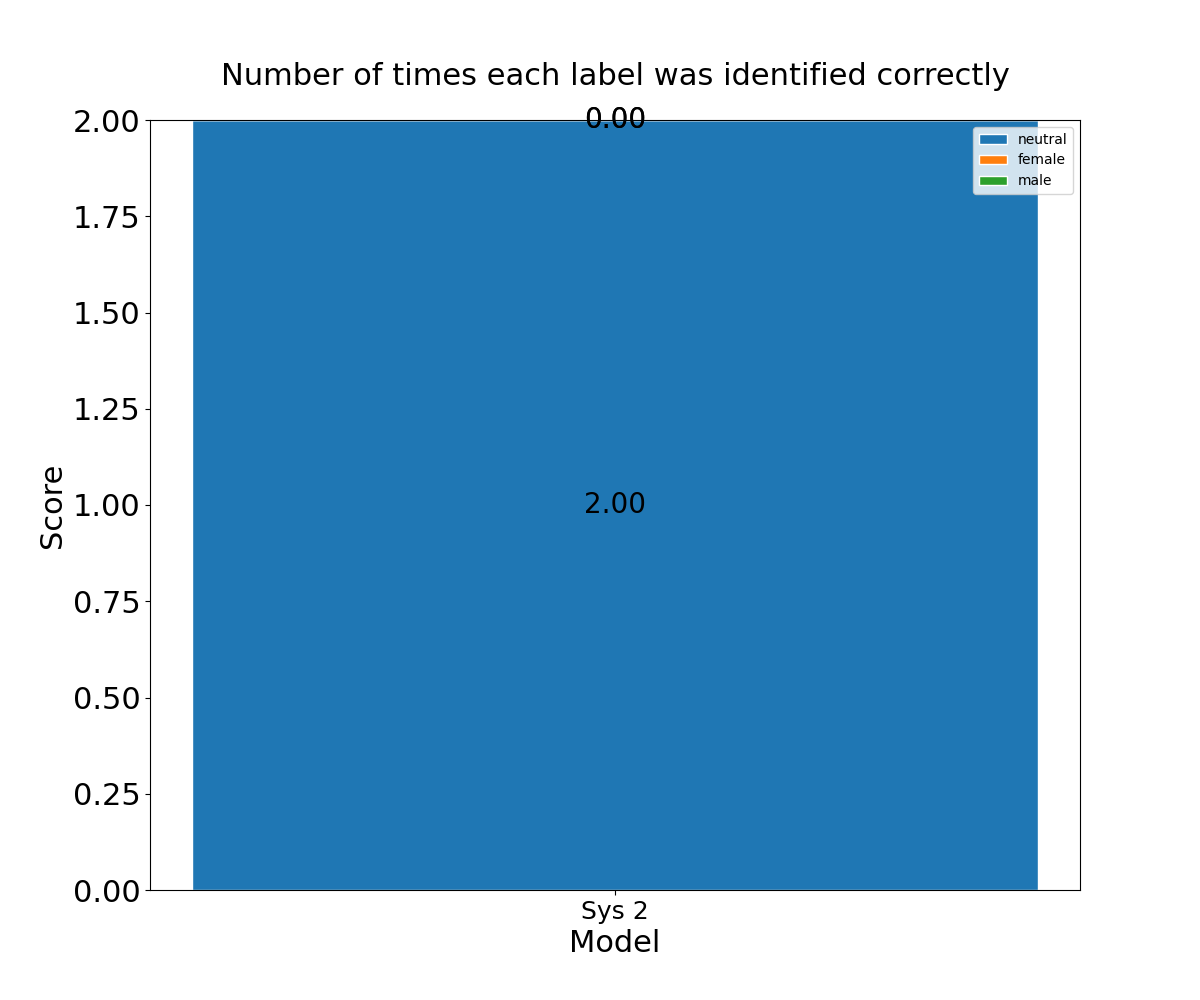 Number of times each label was identified correctly
0.00
2.00
neutral
female
male
1.75
1.50
1.25
2.00
1.00
Score
0.75
0.50
0.25
0.00
Sys 2
Model